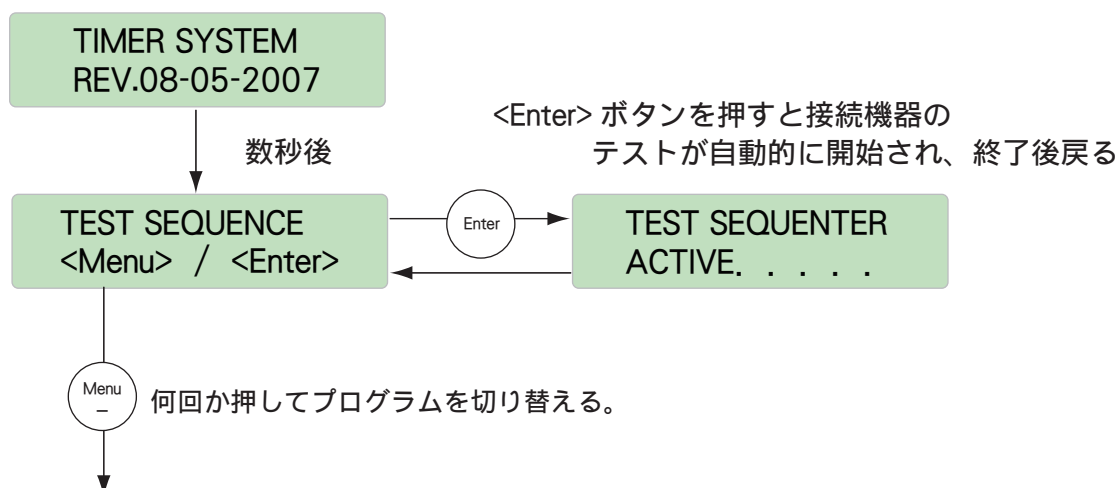 TIMER SYSTEM
REV.08-05-2007
数秒後
<Enter> ボタンを押すと接続機器の
テストが自動的に開始され、終了後戻る
TEST SEQUENCE
<Menu> / <Enter>
Enter
TEST SEQUENTER
ACTIVE. . . . .
Menu
−
何回か押してプログラムを切り替える。